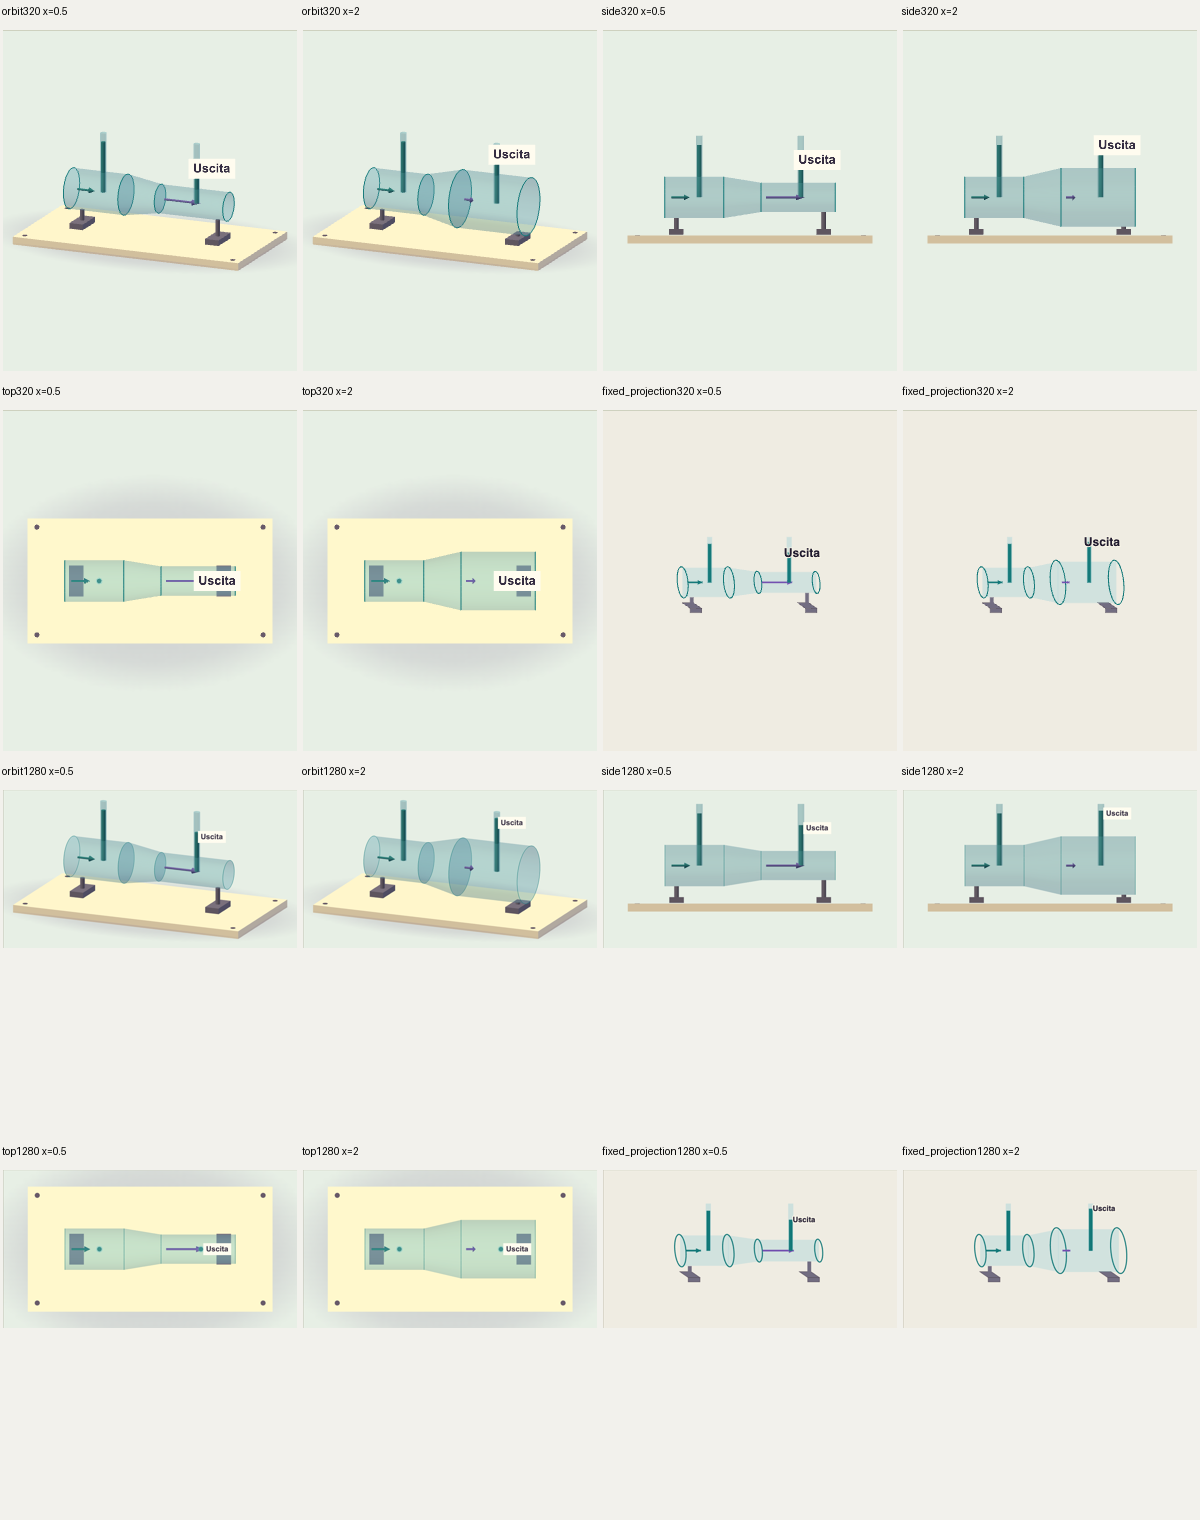 orbit320 x=0.5
orbit320 x=2
side320 x=0.5
side320 x=2
Uscita
Uscita
Uscita
Uscita
top320 x=0.5
top320 x=2
fixed_projection320 x=0.5
fixed_projection320 x=2
Uscita
Uscita
Uscita
Uscita
orbit1280 x=0.5
orbit1280 x=2
side1280 x=0.5
side1280 x=2
Uscita
Uscita
Uscita
Uscita
top1280 x=0.5
top1280 x=2
fixed_projection1280 x=0.5
fixed_projection1280 x=2
Uscita
Uscita
Uscita
Uscita